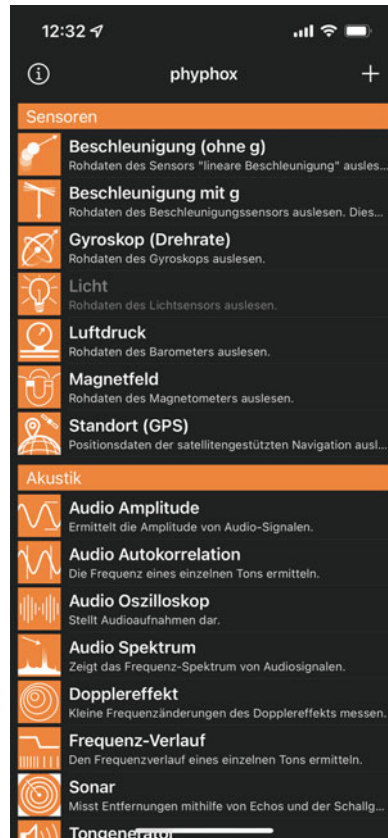 12:32
phyphox
Sensoren
Beschleunigung (ohne g)
Rohdaten des Sensors "lineare Beschleunigung" ausles...
Beschleunigung mit g
Rohdaten des Beschleunigungssensors auslesen. Dies...
Gyroskop (Drehrate)
Rohdaten des Gyroskops auslesen.
Licht
Rohdaten des Lichtsensors auslesen.
Luftdruck
Rohdaten des Barometers auslesen.
Magnetfeld
Rohdaten des Magnetometers auslesen.
Standort (GPS)
Positionsdaten der satellitengestützten Navigation ausl...
Akustik
Audio Amplitude
Ermittelt die Amplitude von Audio-Signalen.
Audio Autokorrelation
Die Frequenz eines einzelnen Tons ermitteln.
Audio Oszilloskop
Stellt Audioaufnahmen dar.
Audio Spektrum
Zeigt das Frequenz-Spektrum von Audiosignalen.
Dopplereffekt
Kleine Frequenzänderungen des Dopplereffekts messen.
Frequenz-Verlauf
Den Frequenzverlauf eines einzelnen Tons ermitteln.
Sonar
Misst Entfernungen mithilfe von Echos und der Schallg...
Tongenerator